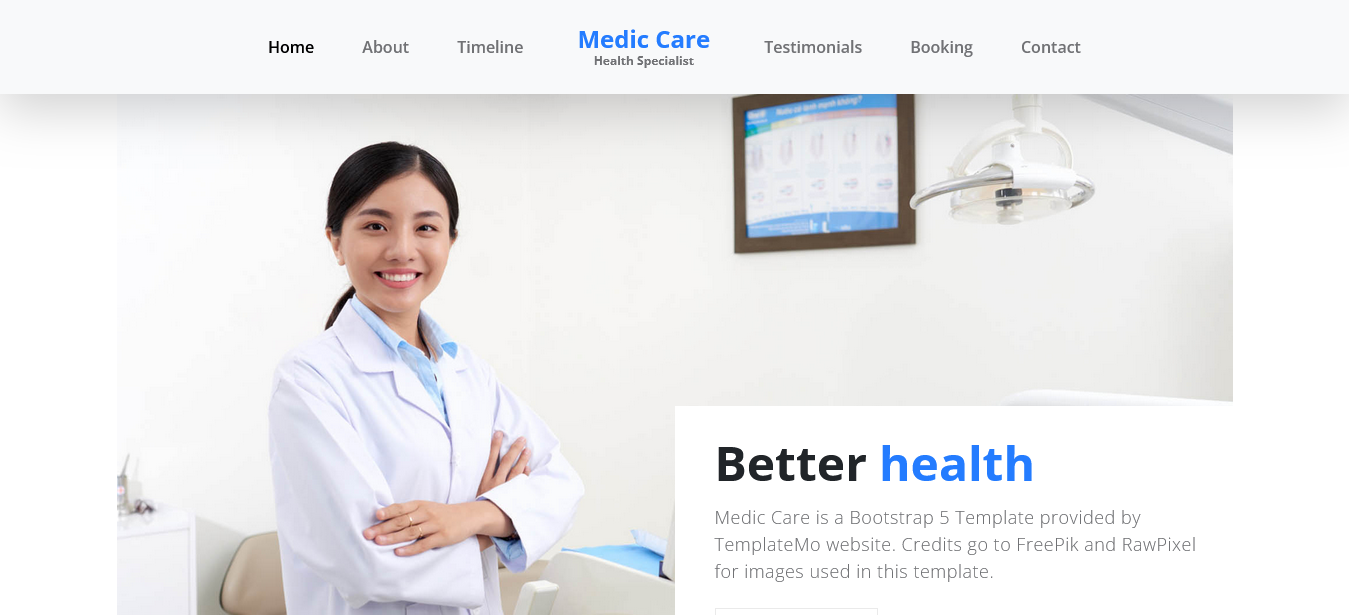 Home
About
Timeline
Medic Care
Health Specialist
Testimonials
Booking
Contact
Better health
Medic Care is a Bootstrap 5 Template provided by
TemplateMo website. Credits go to FreePik and RawPixel
for images used in this template.